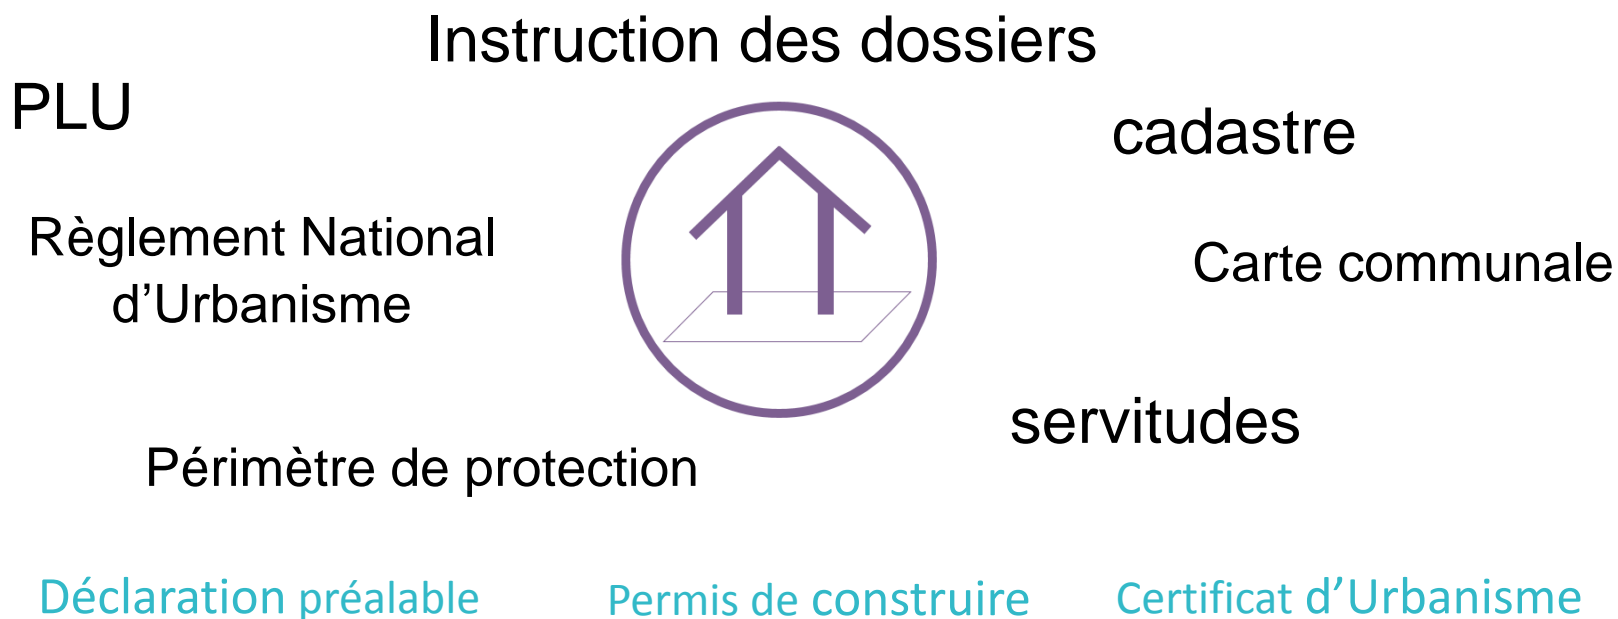 Instruction des dossiers
PLU
cadastre
Règlement National
d’Urbanisme
Carte communale
servitudes
Périmètre de protection
Déclaration préalable
Permis de construire
Certificat d’Urbanisme